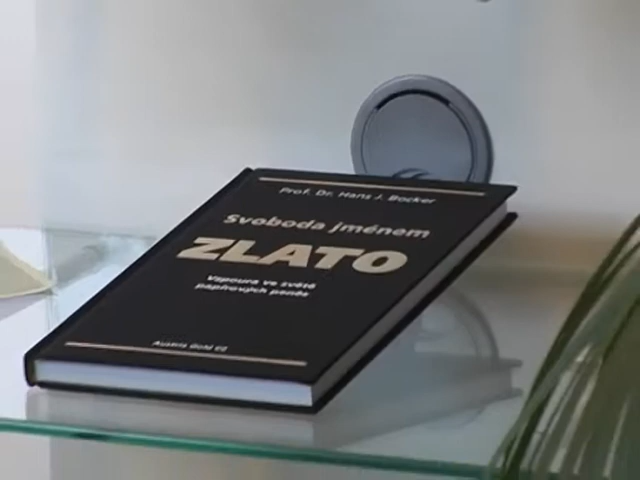 Prof. Dr. Hans J. Bocker
Svoboda jménem
ZLATO
Vzpoura ve světě
papírových peněz
Austria Gold CZ